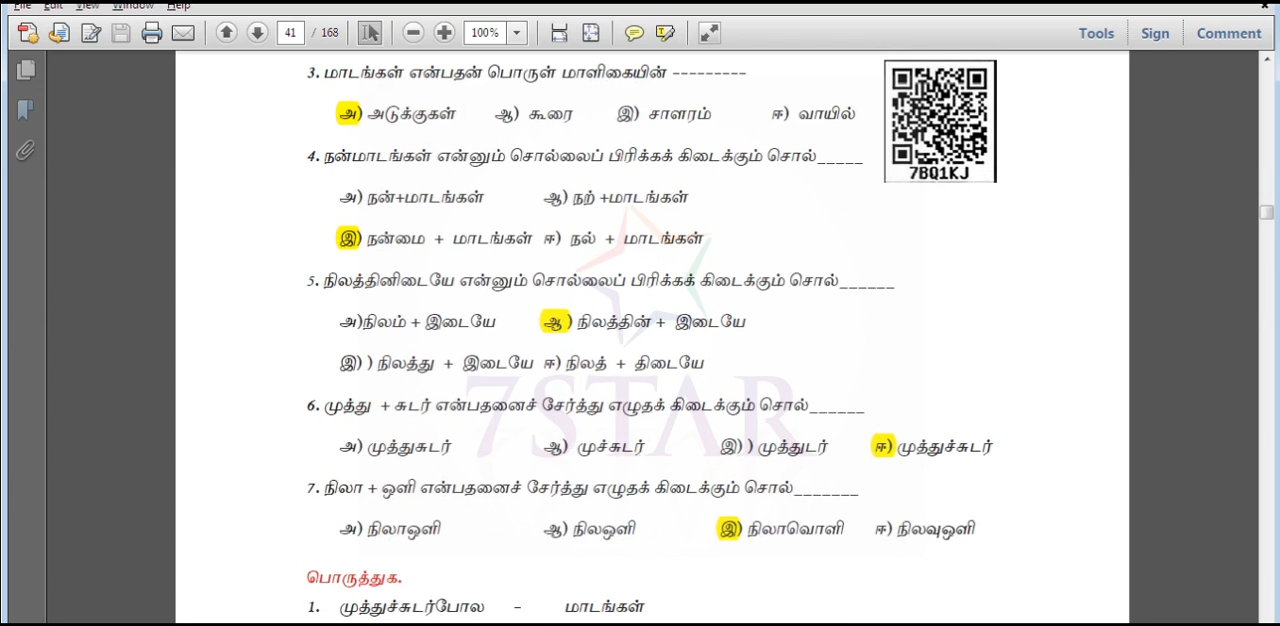 File Edit View Window Help
41 / 168 100% Tools Sign Comment
3. மாடங்கள் என்பதன் பொருள் மாளிகையின் ---------
அ) அடுக்குகள் ஆ) கூரை இ) சாளரம் ஈ) வாயில்
7BQ1KJ
4. நன்மாடங்கள் என்னும் சொல்லைப் பிரிக்கக் கிடைக்கும் சொல்_____
அ) நன்+மாடங்கள் ஆ) நற் +மாடங்கள்
இ) நன்மை + மாடங்கள் ஈ) நல் + மாடங்கள்
5. நிலத்தினிடையே என்னும் சொல்லைப் பிரிக்கக் கிடைக்கும் சொல்______
அ)நிலம் + இடையே ஆ ) நிலத்தின் + இடையே
இ) ) நிலத்து + இடையே ஈ) நிலத் + திடையே
7STAR
6. முத்து + சுடர் என்பதனைச் சேர்த்து எழுதக் கிடைக்கும் சொல்______
அ) முத்துசுடர் ஆ) முச்சுடர் இ) ) முத்துடர் ஈ) முத்துச்சுடர்
7. நிலா + ஒளி என்பதனைச் சேர்த்து எழுதக் கிடைக்கும் சொல்_______
அ) நிலாஒளி ஆ) நிலஒளி இ) நிலாவொளி ஈ) நிலவுஒளி
பொருத்துக.
1. முத்துச்சுடர்போல - மாடங்கள்